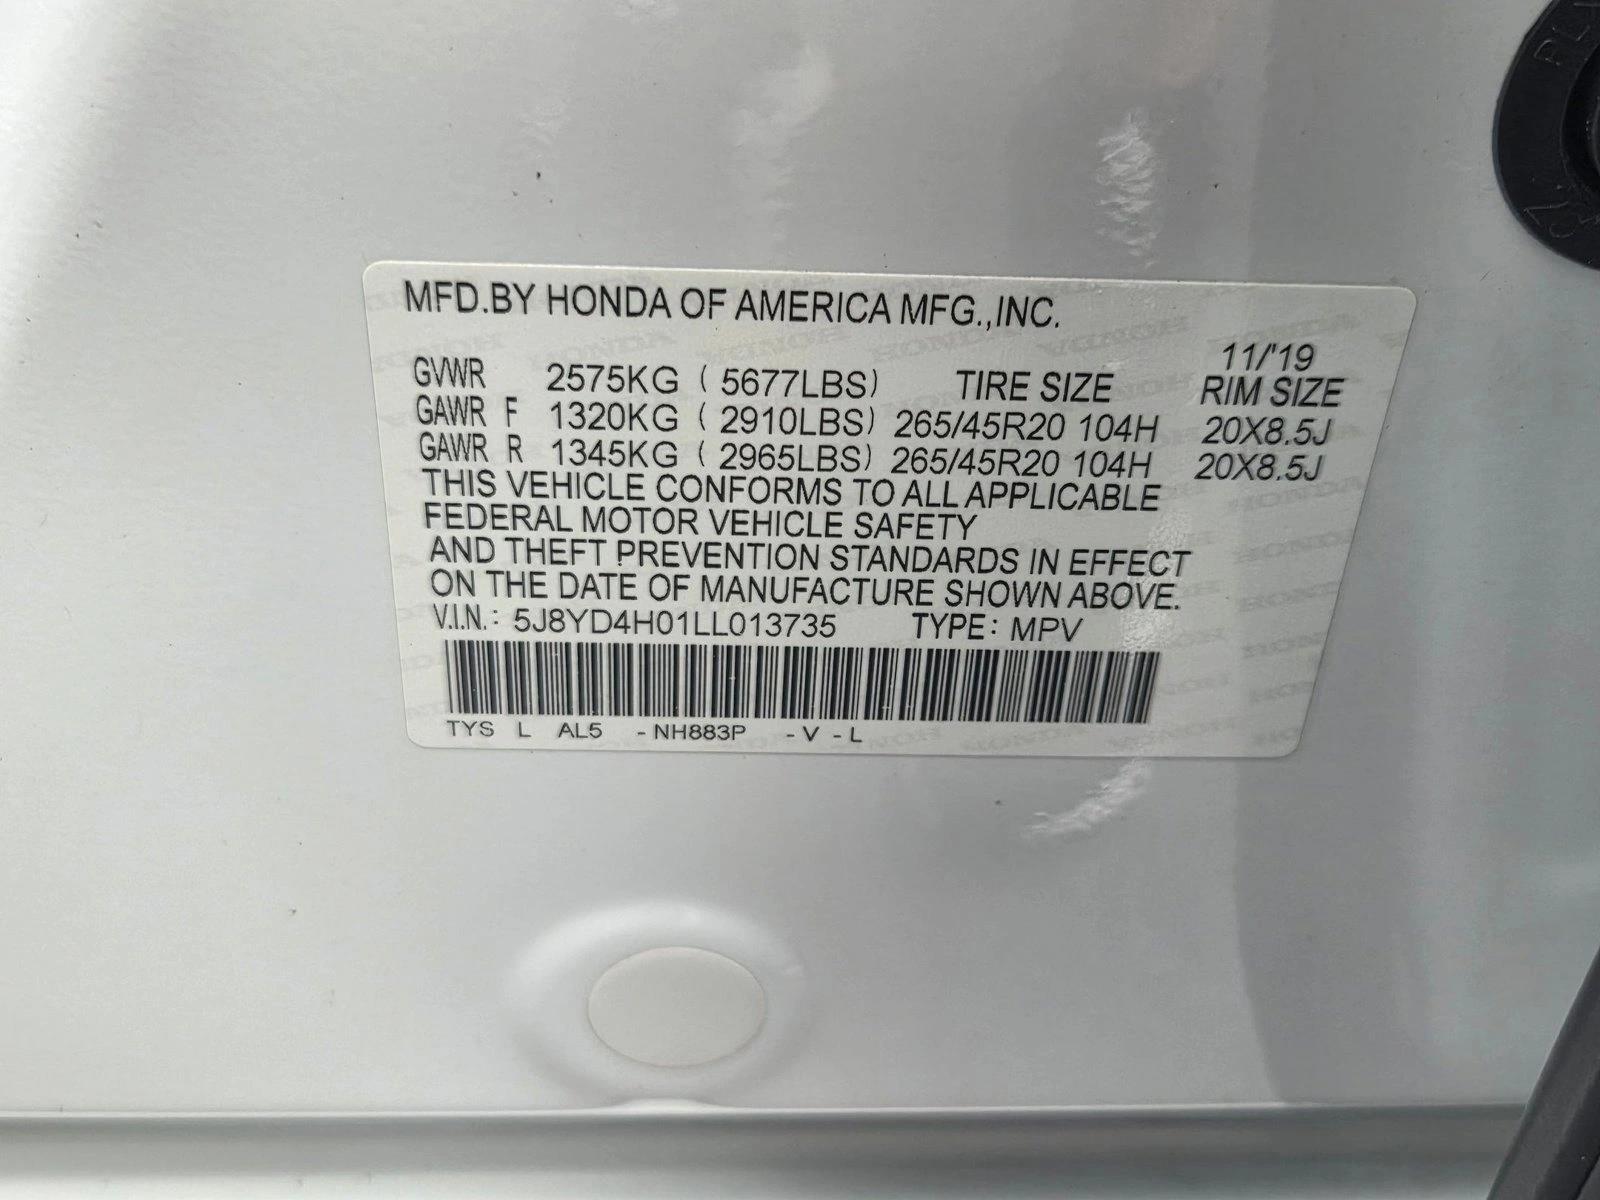 MFD.BY HONDA OF AMERICA MFG.,INC.
11/'19
GVWR 2575KG ( 5677LBS) TIRE SIZE RIM SIZE
GAWR F 1320KG ( 2910LBS) 265/45R20 104H 20X8.5J
GAWR R 1345KG ( 2965LBS) 265/45R20 104H 20X8.5J
THIS VEHICLE CONFORMS TO ALL APPLICABLE
FEDERAL MOTOR VEHICLE SAFETY
AND THEFT PREVENTION STANDARDS IN EFFECT
ON THE DATE OF MANUFACTURE SHOWN ABOVE.
V.I.N.: 5J8YD4H01LL013735 TYPE: MPV
TYS L AL5 -NH883P -V -L